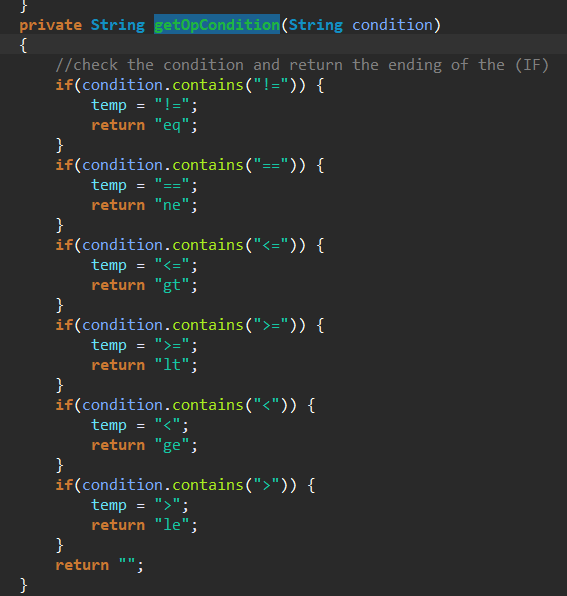 }
private String getOpCondition(String condition)
{
    //check the condition and return the ending of the (IF)
    if(condition.contains("!=")) {
        temp = "!=";
        return "eq";
    }
    if(condition.contains("==")) {
        temp = "==";
        return "ne";
    }
    if(condition.contains("<=")) {
        temp = "<=";
        return "gt";
    }
    if(condition.contains(">=")) {
        temp = ">=";
        return "lt";
    }
    if(condition.contains("<")) {
        temp = "<";
        return "ge";
    }
    if(condition.contains(">")) {
        temp = ">";
        return "le";
    }
    return "";
}